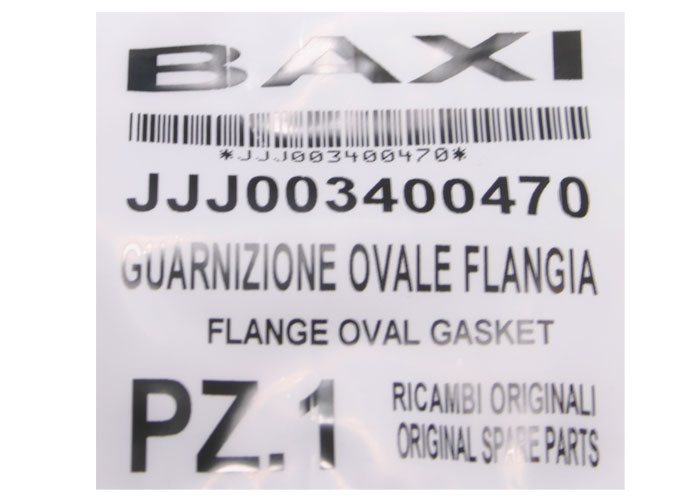 BAXI
*JJJ003400470*
JJJ003400470
GUARNIZIONE OVALE FLANGIA
FLANGE OVAL GASKET
PZ.1
RICAMBI ORIGINALI
ORIGINAL SPARE PARTS